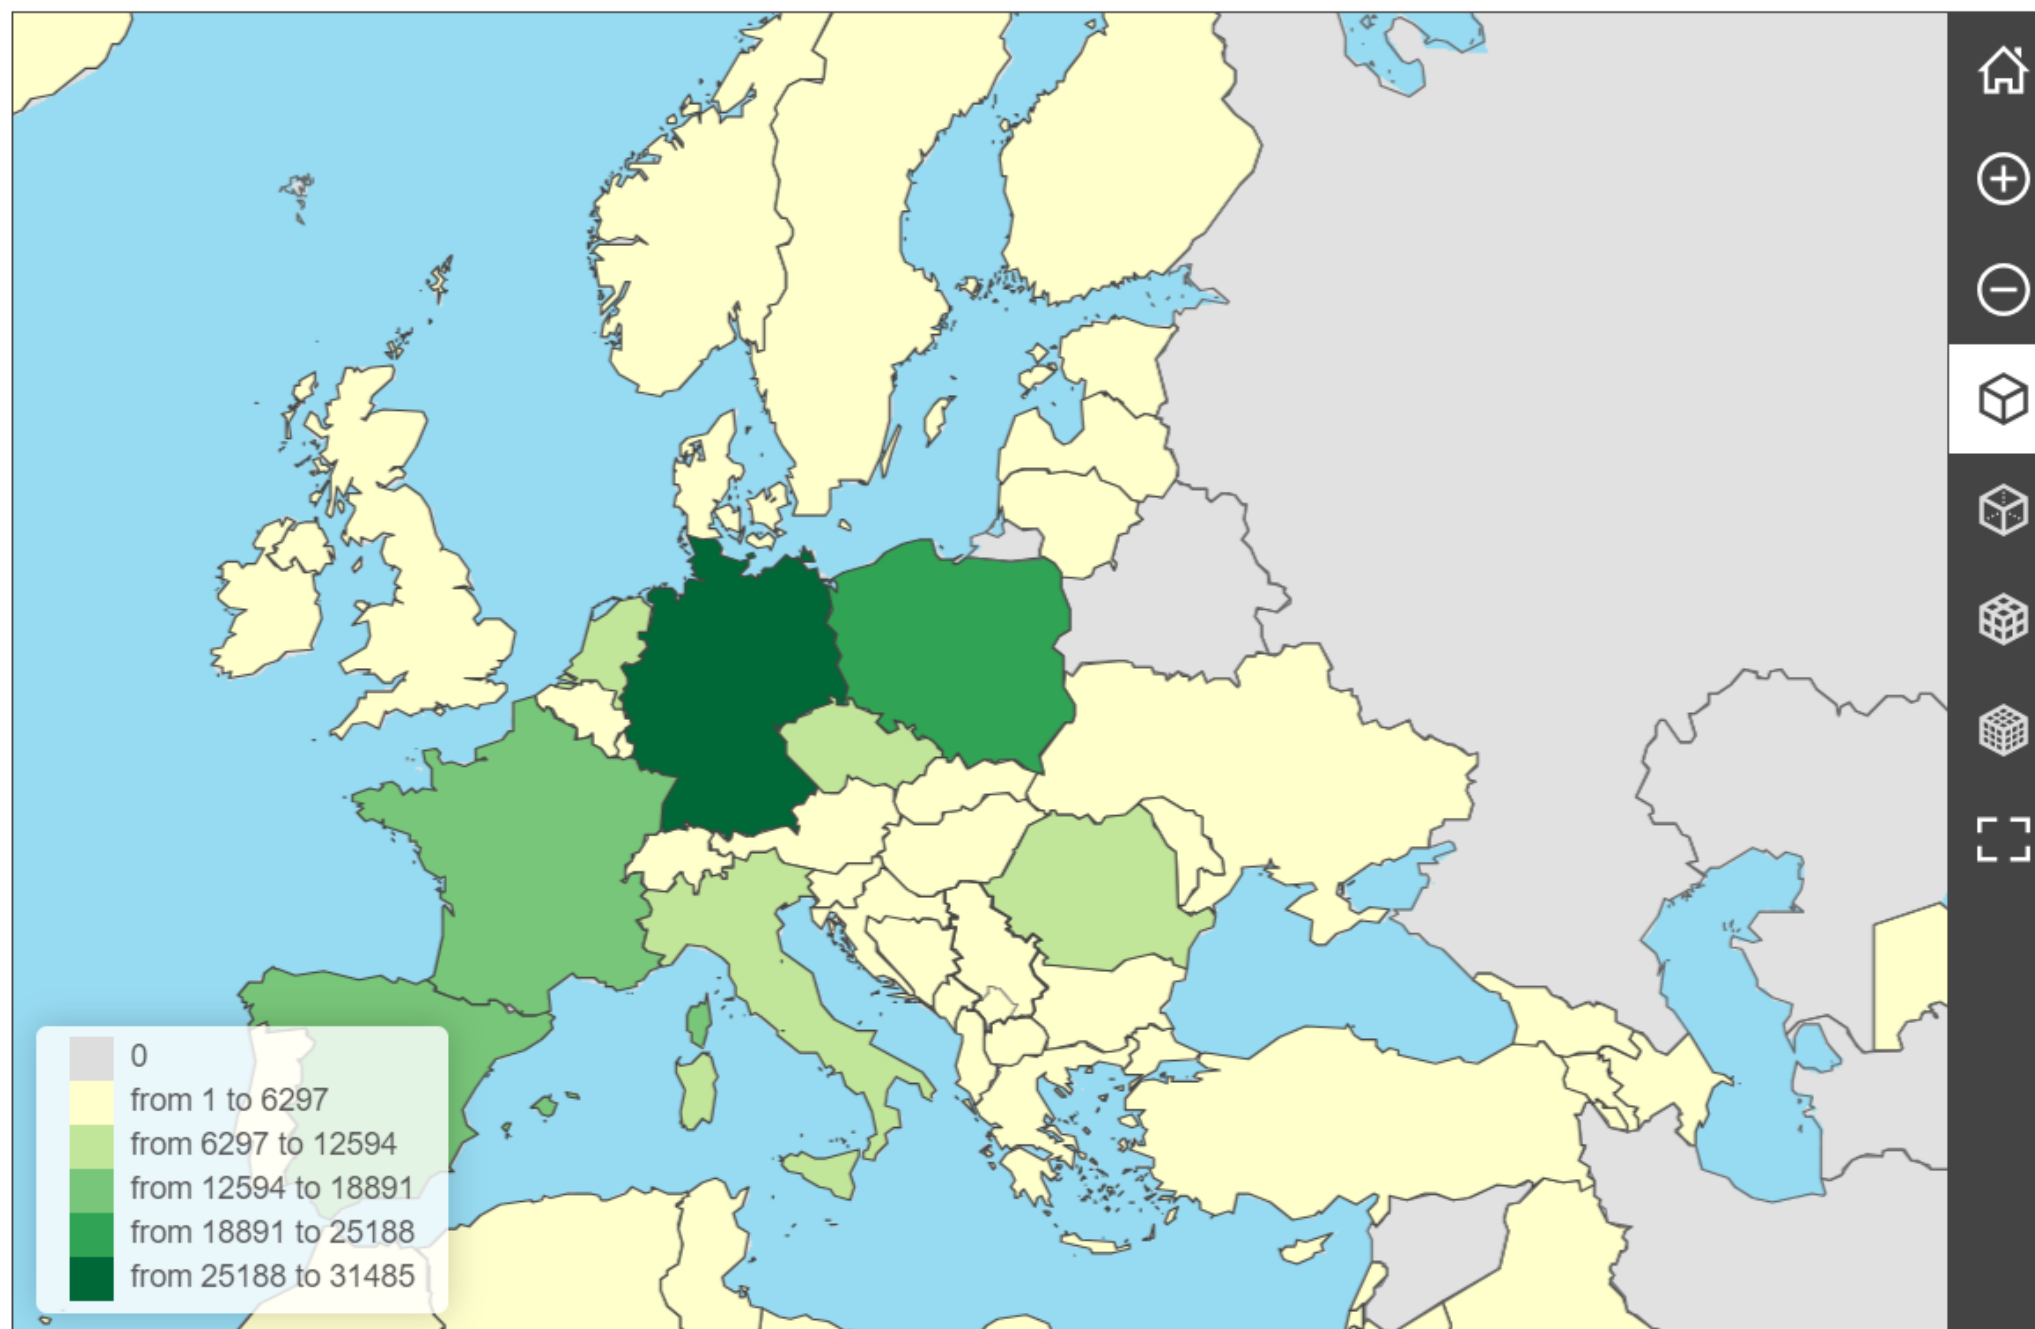 0
from 1 to 6297
from 6297 to 12594
from 12594 to 18891
from 18891 to 25188
from 25188 to 31485